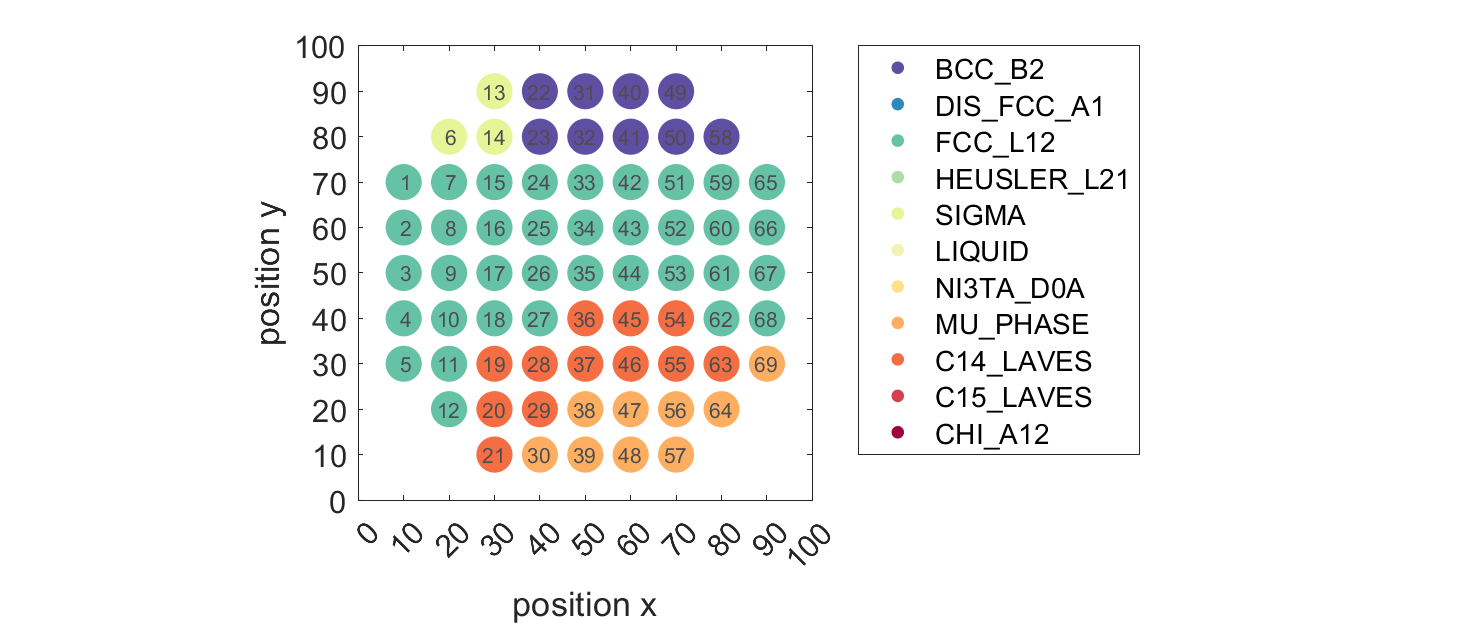 100
90
13 22 31 40 49
80
6 14 23 32 41 50 58
70
1 7 15 24 33 42 51 59 65
60
2 8 16 25 34 43 52 60 66
50
3 9 17 26 35 44 53 61 67
40
4 10 18 27 36 45 54 62 68
30
5 11 19 28 37 46 55 63 69
20
12 20 29 38 47 56 64
10
21 30 39 48 57
0
position y
0 10 20 30 40 50 60 70 80 90 100
position x
BCC_B2
DIS_FCC_A1
FCC_L12
HEUSLER_L21
SIGMA
LIQUID
NI3TA_D0A
MU_PHASE
C14_LAVES
C15_LAVES
CHI_A12